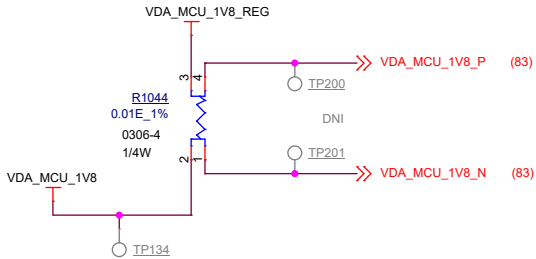 VDA_MCU_1V8_REG
VDA_MCU_1V8_P (83)
3
4
R1044
TP200
0.01E_1%
DNI
0306-4
1/4W
TP201
2
1
VDA_MCU_1V8
VDA_MCU_1V8_N (83)
TP134